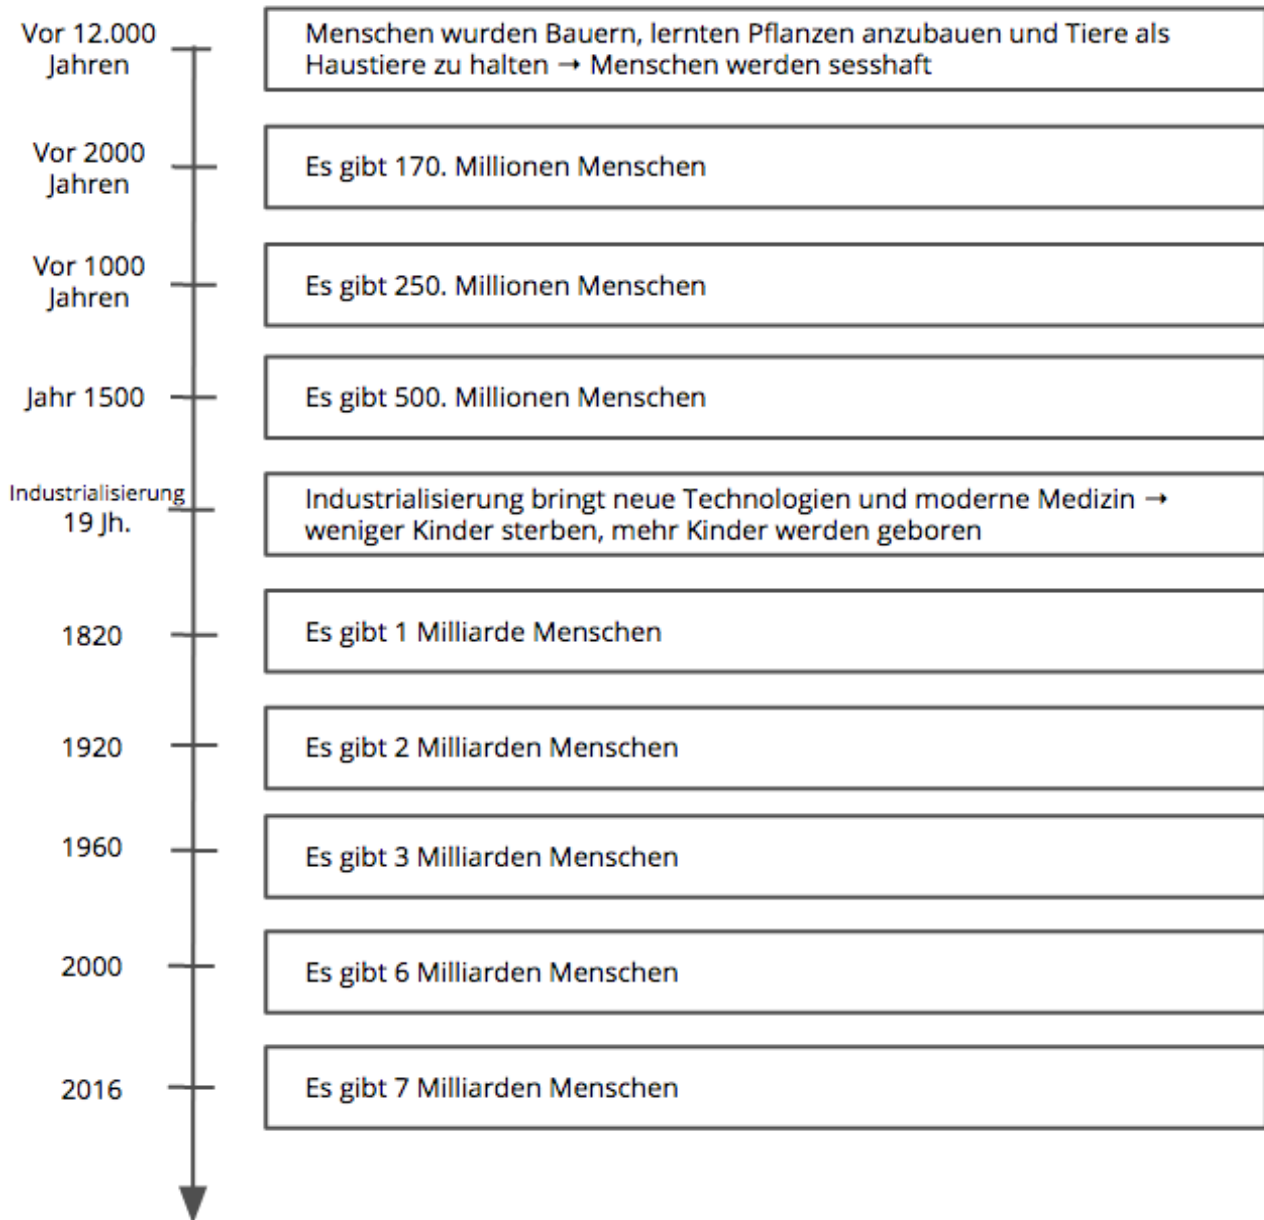 Vor 12.000
Jahren
Menschen wurden Bauern, lernten Pflanzen anzubauen und Tiere als
Haustiere zu halten → Menschen werden sesshaft
Vor 2000
Jahren
Es gibt 170. Millionen Menschen
Vor 1000
Jahren
Es gibt 250. Millionen Menschen
Jahr 1500
Es gibt 500. Millionen Menschen
Industrialisierung
19 Jh.
Industrialisierung bringt neue Technologien und moderne Medizin →
weniger Kinder sterben, mehr Kinder werden geboren
1820
Es gibt 1 Milliarde Menschen
1920
Es gibt 2 Milliarden Menschen
1960
Es gibt 3 Milliarden Menschen
2000
Es gibt 6 Milliarden Menschen
2016
Es gibt 7 Milliarden Menschen